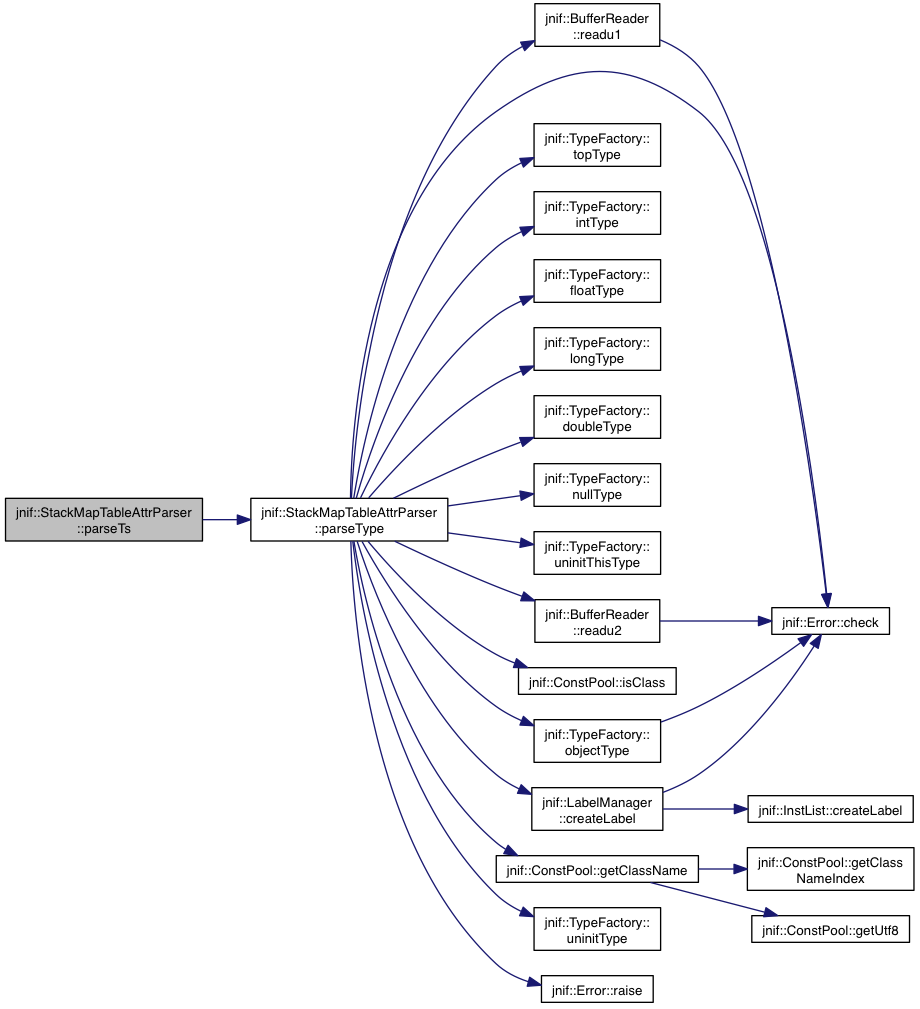 jnif::BufferReader
::readu1
jnif::TypeFactory::
topType
jnif::TypeFactory::
intType
jnif::TypeFactory::
floatType
jnif::TypeFactory::
longType
jnif::TypeFactory::
doubleType
jnif::TypeFactory::
nullType
jnif::StackMapTableAttrParser
::parseTs
jnif::StackMapTableAttrParser
::parseType
jnif::TypeFactory::
uninitThisType
jnif::BufferReader
::readu2
jnif::Error::check
jnif::ConstPool::isClass
jnif::TypeFactory::
objectType
jnif::LabelManager
::createLabel
jnif::InstList::createLabel
jnif::ConstPool::getClassName
jnif::ConstPool::getClass
NameIndex
jnif::TypeFactory::
uninitType
jnif::ConstPool::getUtf8
jnif::Error::raise